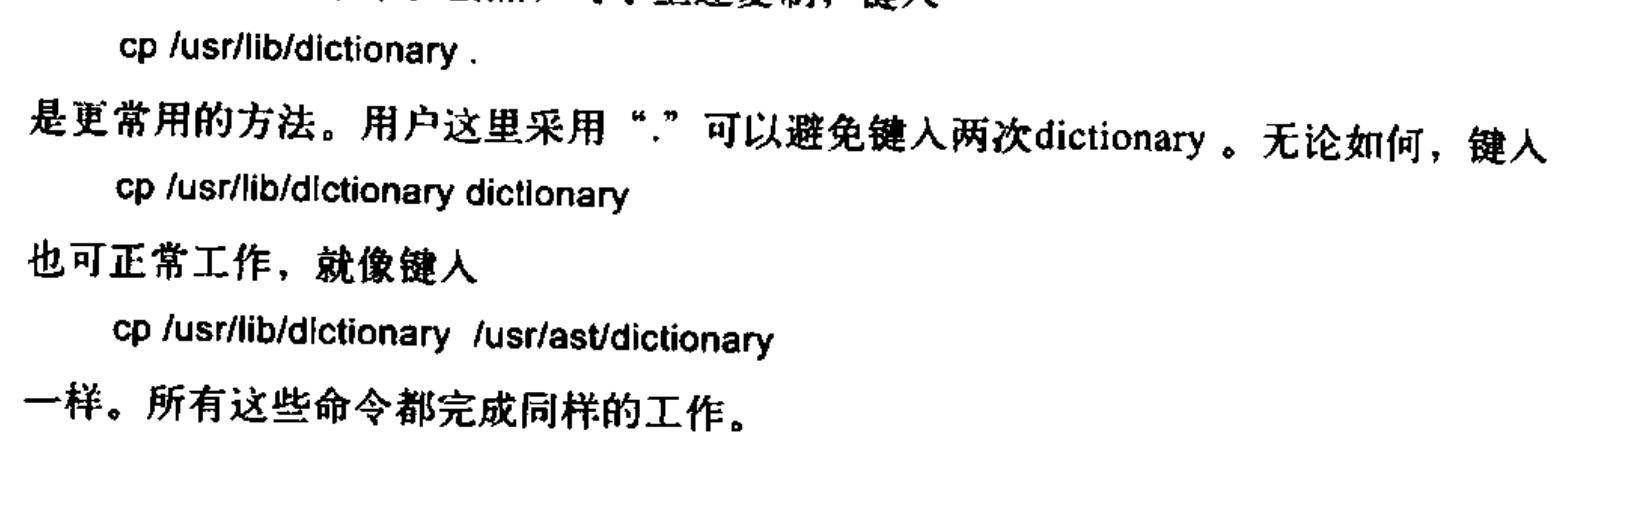 复制，键入
cp /usr/lib/dictionary .
是更常用的方法。用户这里采用“.”可以避免键入两次dictionary 。无论如何，键入
cp /usr/lib/dictionary dictionary
也可正常工作，就像键入
cp /usr/lib/dictionary /usr/ast/dictionary
一样。所有这些命令都完成同样的工作。